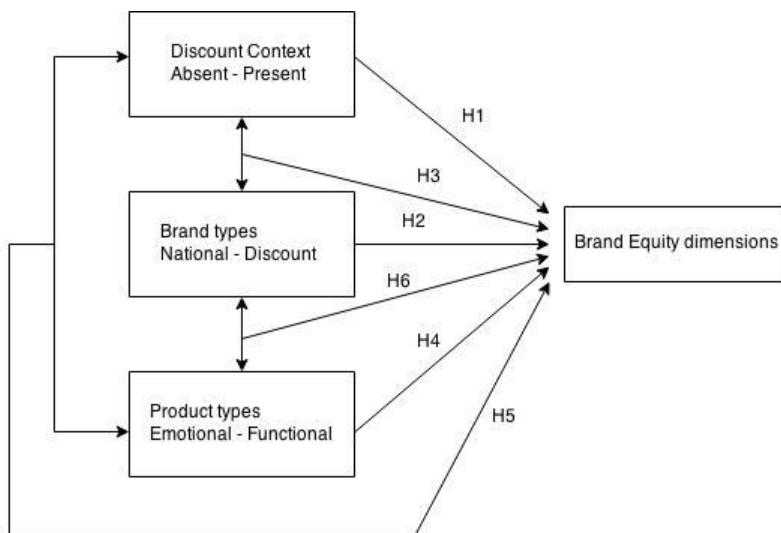 Discount Context
Absent - Present
H1
H3
Brand types
National - Discount
H2
Brand Equity dimensions
H6
H4
Product types
Emotional - Functional
H5